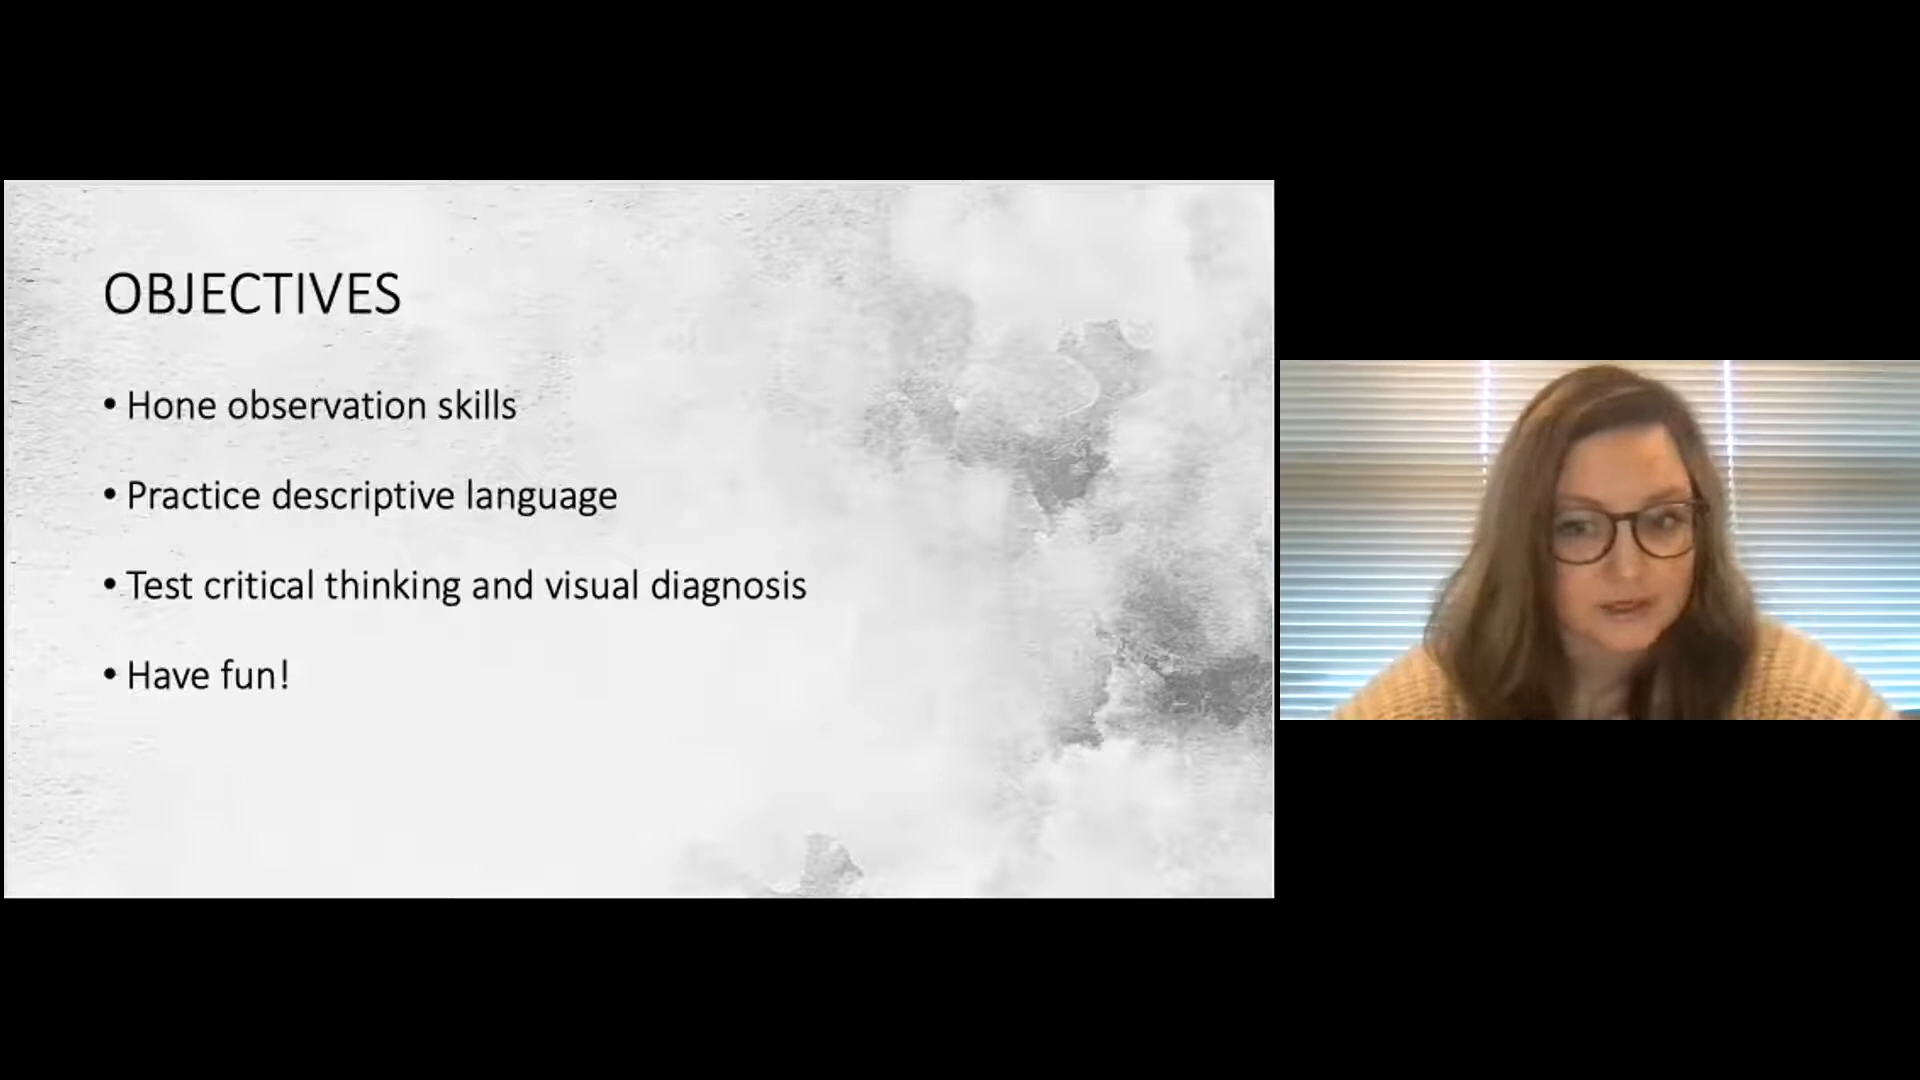 OBJECTIVES
• Hone observation skills
• Practice descriptive language
• Test critical thinking and visual diagnosis
• Have fun!